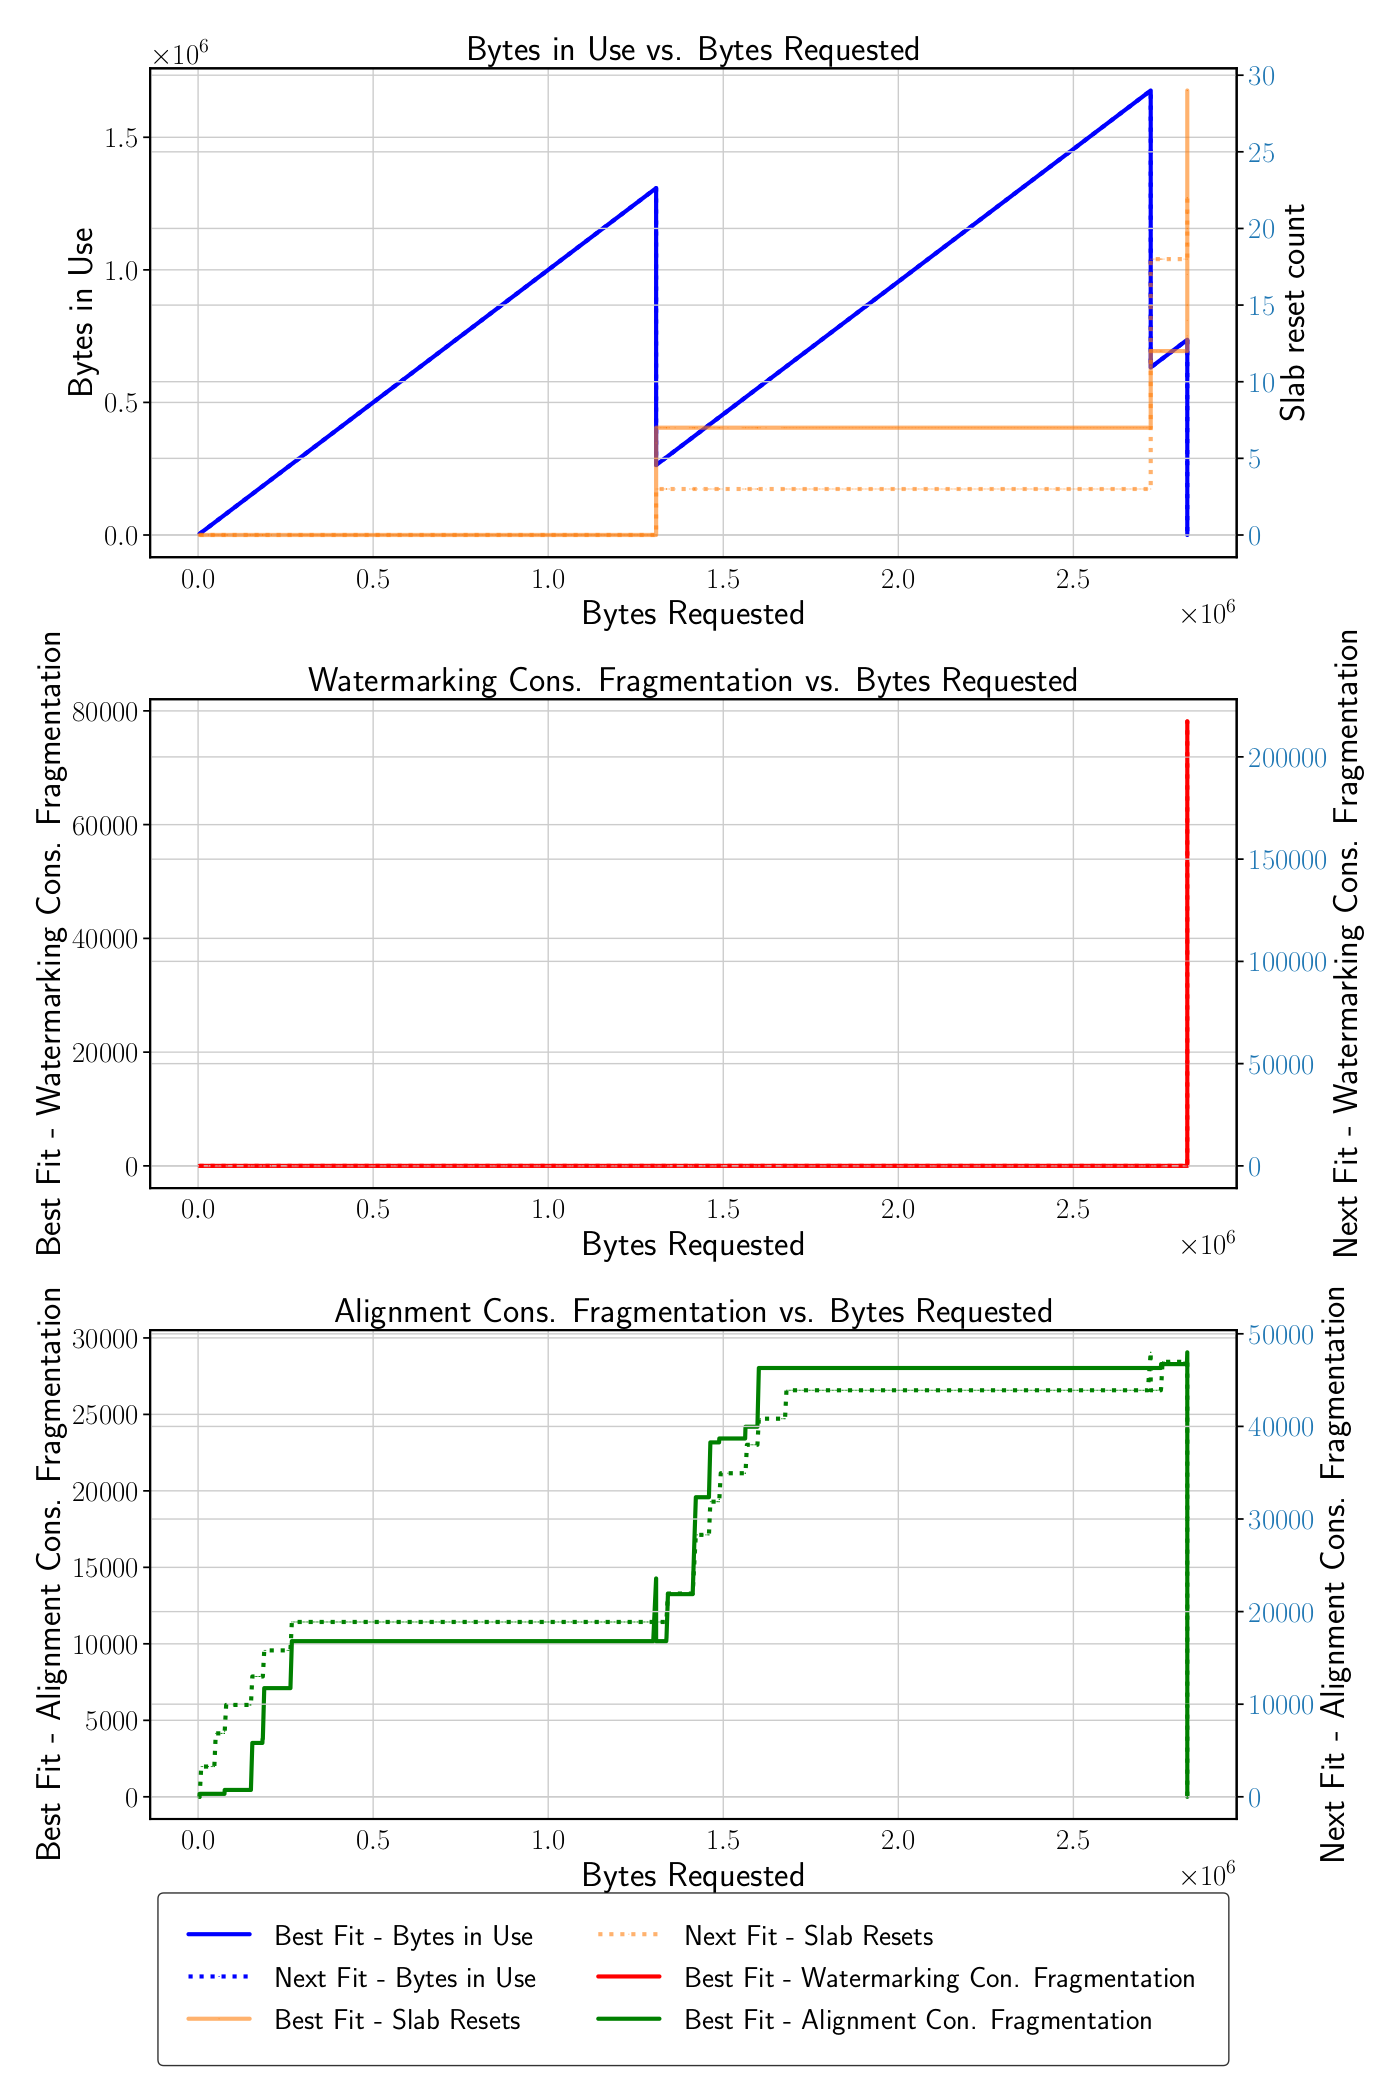 Bytes in Use vs. Bytes Requested
×10⁶
Bytes in Use
1.5
1.0
0.5
0.0
30
25
20
15
10
5
0
Slab reset count
0.0 0.5 1.0 1.5 2.0 2.5
Bytes Requested
×10⁶
Watermarking Cons. Fragmentation vs. Bytes Requested
Best Fit - Watermarking Cons. Fragmentation
80000
60000
40000
20000
0
200000
150000
100000
50000
0
Next Fit - Watermarking Cons. Fragmentation
0.0 0.5 1.0 1.5 2.0 2.5
Bytes Requested
×10⁶
Alignment Cons. Fragmentation vs. Bytes Requested
Best Fit - Alignment Cons. Fragmentation
30000
25000
20000
15000
10000
5000
0
50000
40000
30000
20000
10000
0
Next Fit - Alignment Cons. Fragmentation
0.0 0.5 1.0 1.5 2.0 2.5
Bytes Requested
×10⁶
Best Fit - Bytes in Use
Next Fit - Bytes in Use
Best Fit - Slab Resets
Next Fit - Slab Resets
Best Fit - Watermarking Con. Fragmentation
Best Fit - Alignment Con. Fragmentation